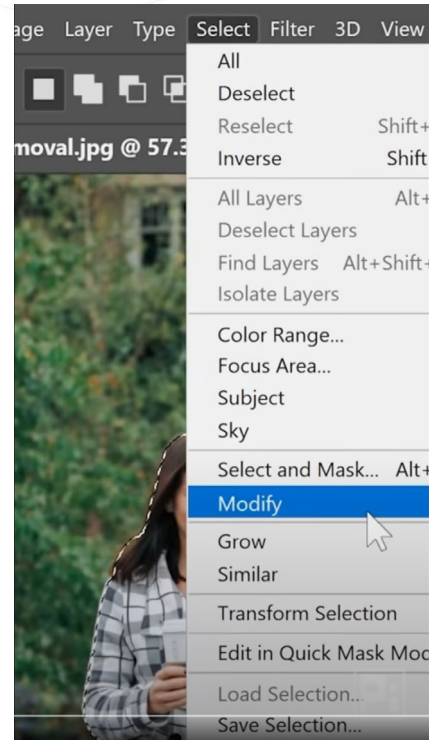 age Layer Type Select Filter 3D View
All
Deselect
Reselect Shift+
Inverse Shift
moval.jpg @ 57.3
All Layers Alt+
Deselect Layers
Find Layers Alt+Shift+
Isolate Layers
Color Range...
Focus Area...
Subject
Sky
Select and Mask... Alt+
Modify
Grow
Similar
Transform Selection
Edit in Quick Mask Mod
Load Selection...
Save Selection...